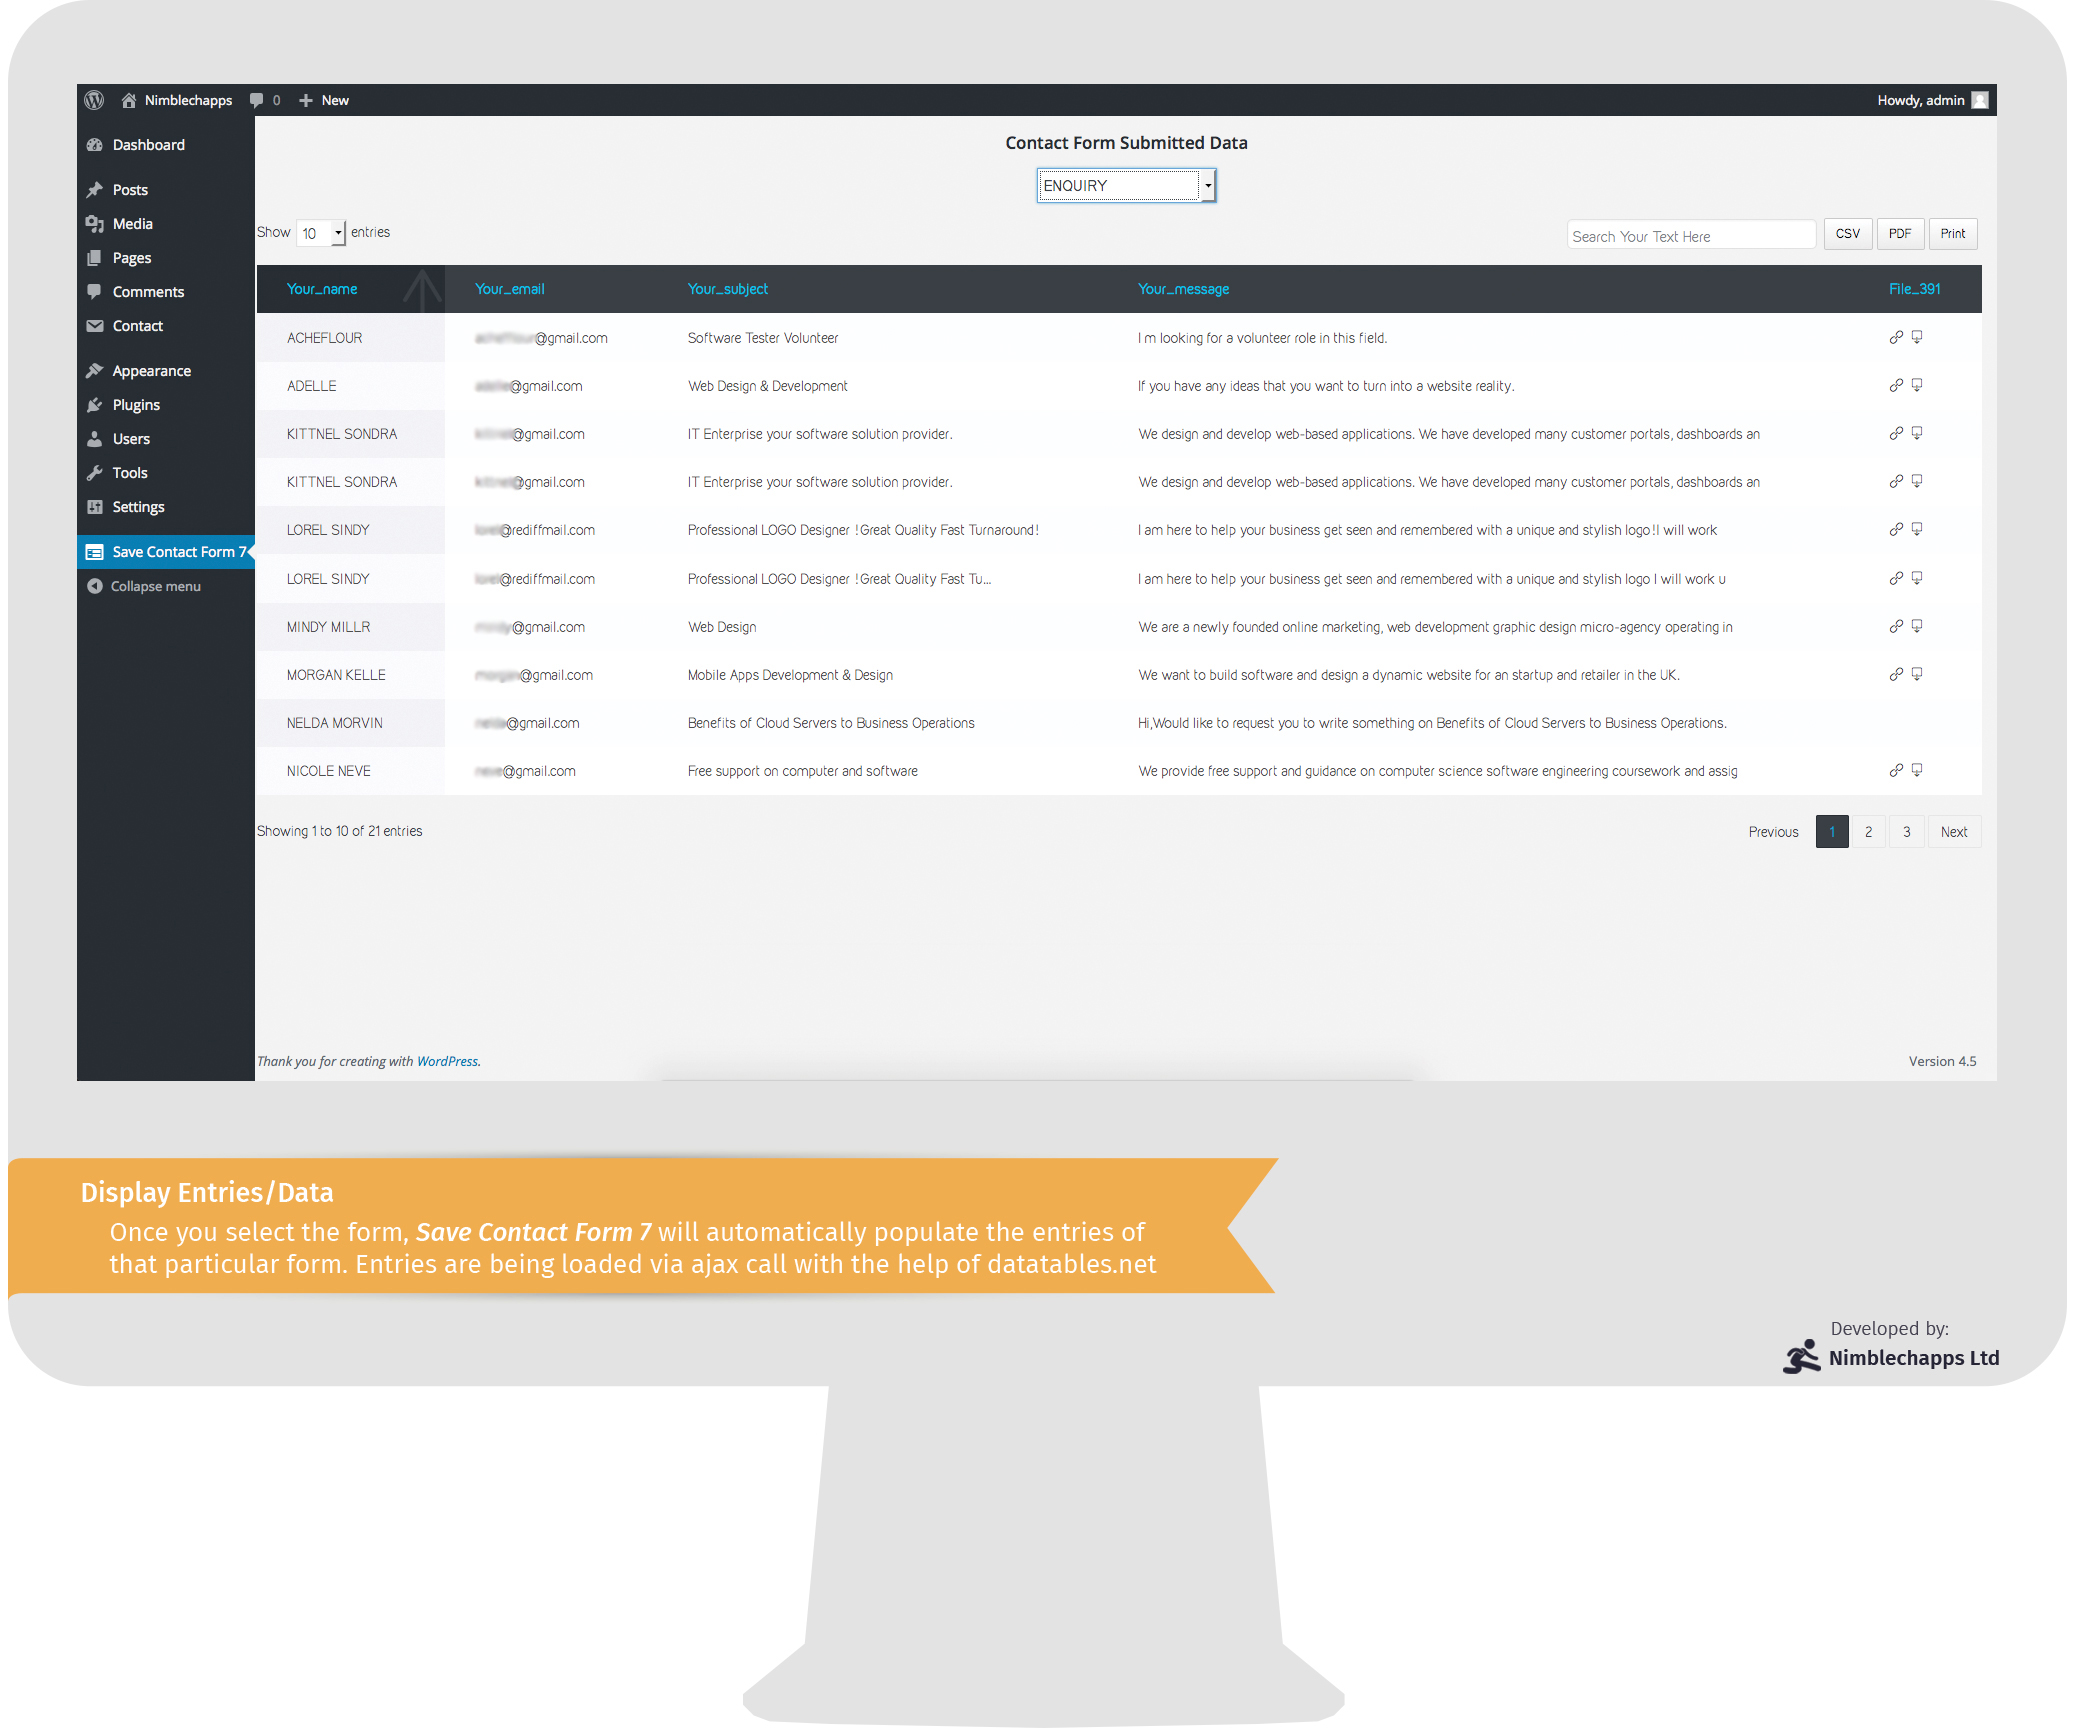 Nimblechapps 0 New Howdy, admin
Dashboard
Posts
Media
Pages
Comments
Contact
Appearance
Plugins
Users
Tools
Settings
Save Contact Form 7
Collapse menu
Contact Form Submitted Data
ENQUIRY
Show 10 entries Search Your Text Here CSV PDF Print
Your_name Your_email Your_subject Your_message File_391
ACHEFLOUR @gmail.com Software Tester Volunteer I m looking for a volunteer role in this field.
ADELLE @gmail.com Web Design & Development If you have any ideas that you want to turn into a website reality.
KITTNEL SONDRA @gmail.com IT Enterprise your software solution provider. We design and develop web-based applications. We have developed many customer portals, dashboards an
KITTNEL SONDRA @gmail.com IT Enterprise your software solution provider. We design and develop web-based applications. We have developed many customer portals, dashboards an
LOREL SINDY @rediffmail.com Professional LOGO Designer !Great Quality Fast Turnaround! I am here to help your business get seen and remembered with a unique and stylish logo!I will work
LOREL SINDY @rediffmail.com Professional LOGO Designer !Great Quality Fast Tu... I am here to help your business get seen and remembered with a unique and stylish logo I will work u
MINDY MILLR @gmail.com Web Design We are a newly founded online marketing, web development graphic design micro-agency operating in
MORGAN KELLE @gmail.com Mobile Apps Development & Design We want to build software and design a dynamic website for an startup and retailer in the UK.
NELDA MORVIN @gmail.com Benefits of Cloud Servers to Business Operations Hi,Would like to request you to write something on Benefits of Cloud Servers to Business Operations.
NICOLE NEVE @gmail.com Free support on computer and software We provide free support and guidance on computer science software engineering coursework and assig
Showing 1 to 10 of 21 entries Previous 1 2 3 Next
Thank you for creating with WordPress. Version 4.5
Display Entries/Data
Once you select the form, Save Contact Form 7 will automatically populate the entries of
that particular form. Entries are being loaded via ajax call with the help of datatables.net
Developed by:
Nimblechapps Ltd